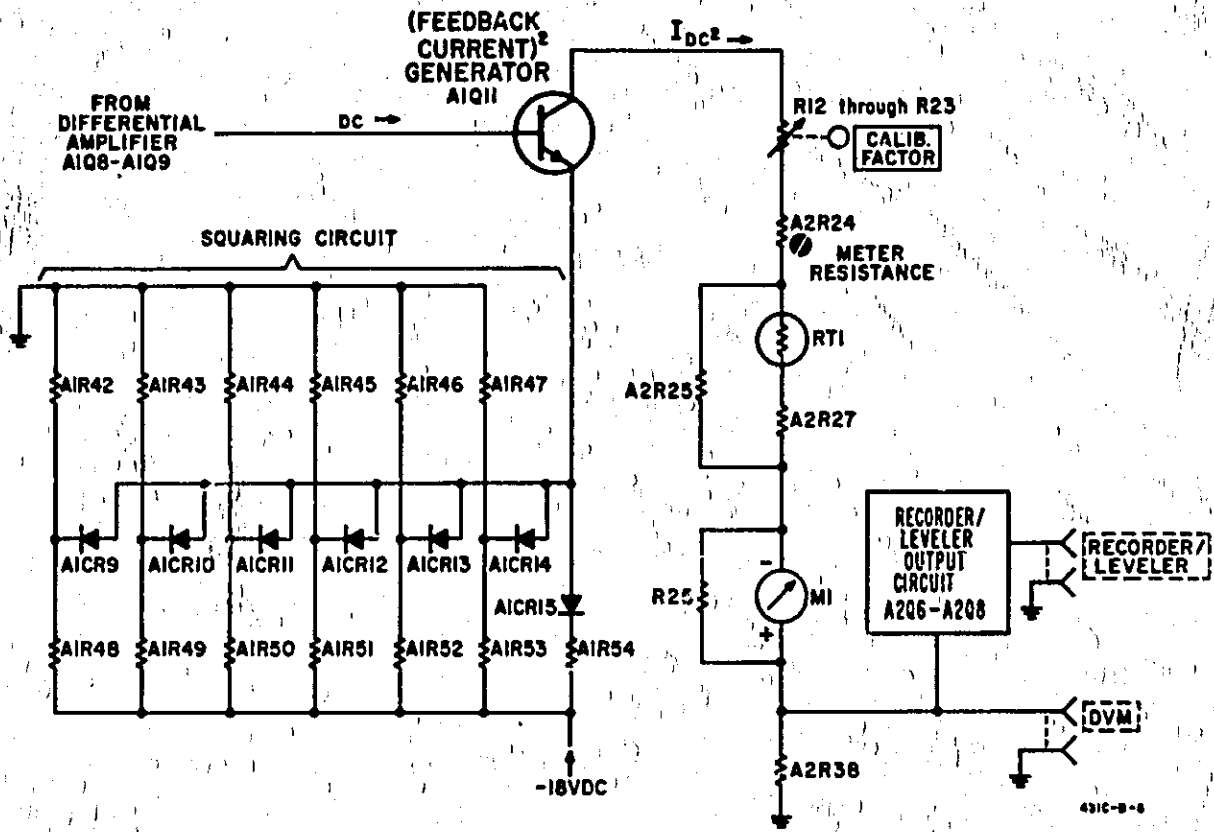 (FEEDBACK
CURRENT)²
GENERATOR
A1Q11
I_DC²
FROM
DIFFERENTIAL
AMPLIFIER
A1Q8-A1Q9
DC
R12 through R23
CALIB.
FACTOR
SQUARING CIRCUIT
A2R24
METER
RESISTANCE
RT1
A1R42
A1R43
A1R44
A1R45
A1R46
A1R47
A2R25
A2R27
A1CR9
A1CR10
A1CR11
A1CR12
A1CR13
A1CR14
A1CR15
RECORDER/
LEVELER
OUTPUT
CIRCUIT
A2Q6-A2Q8
RECORDER/
LEVELER
-
R25
M1
+
A1R48
A1R49
A1R50
A1R51
A1R52
A1R53
A1R54
DVM
-18VDC
A2R38
431C-B-6